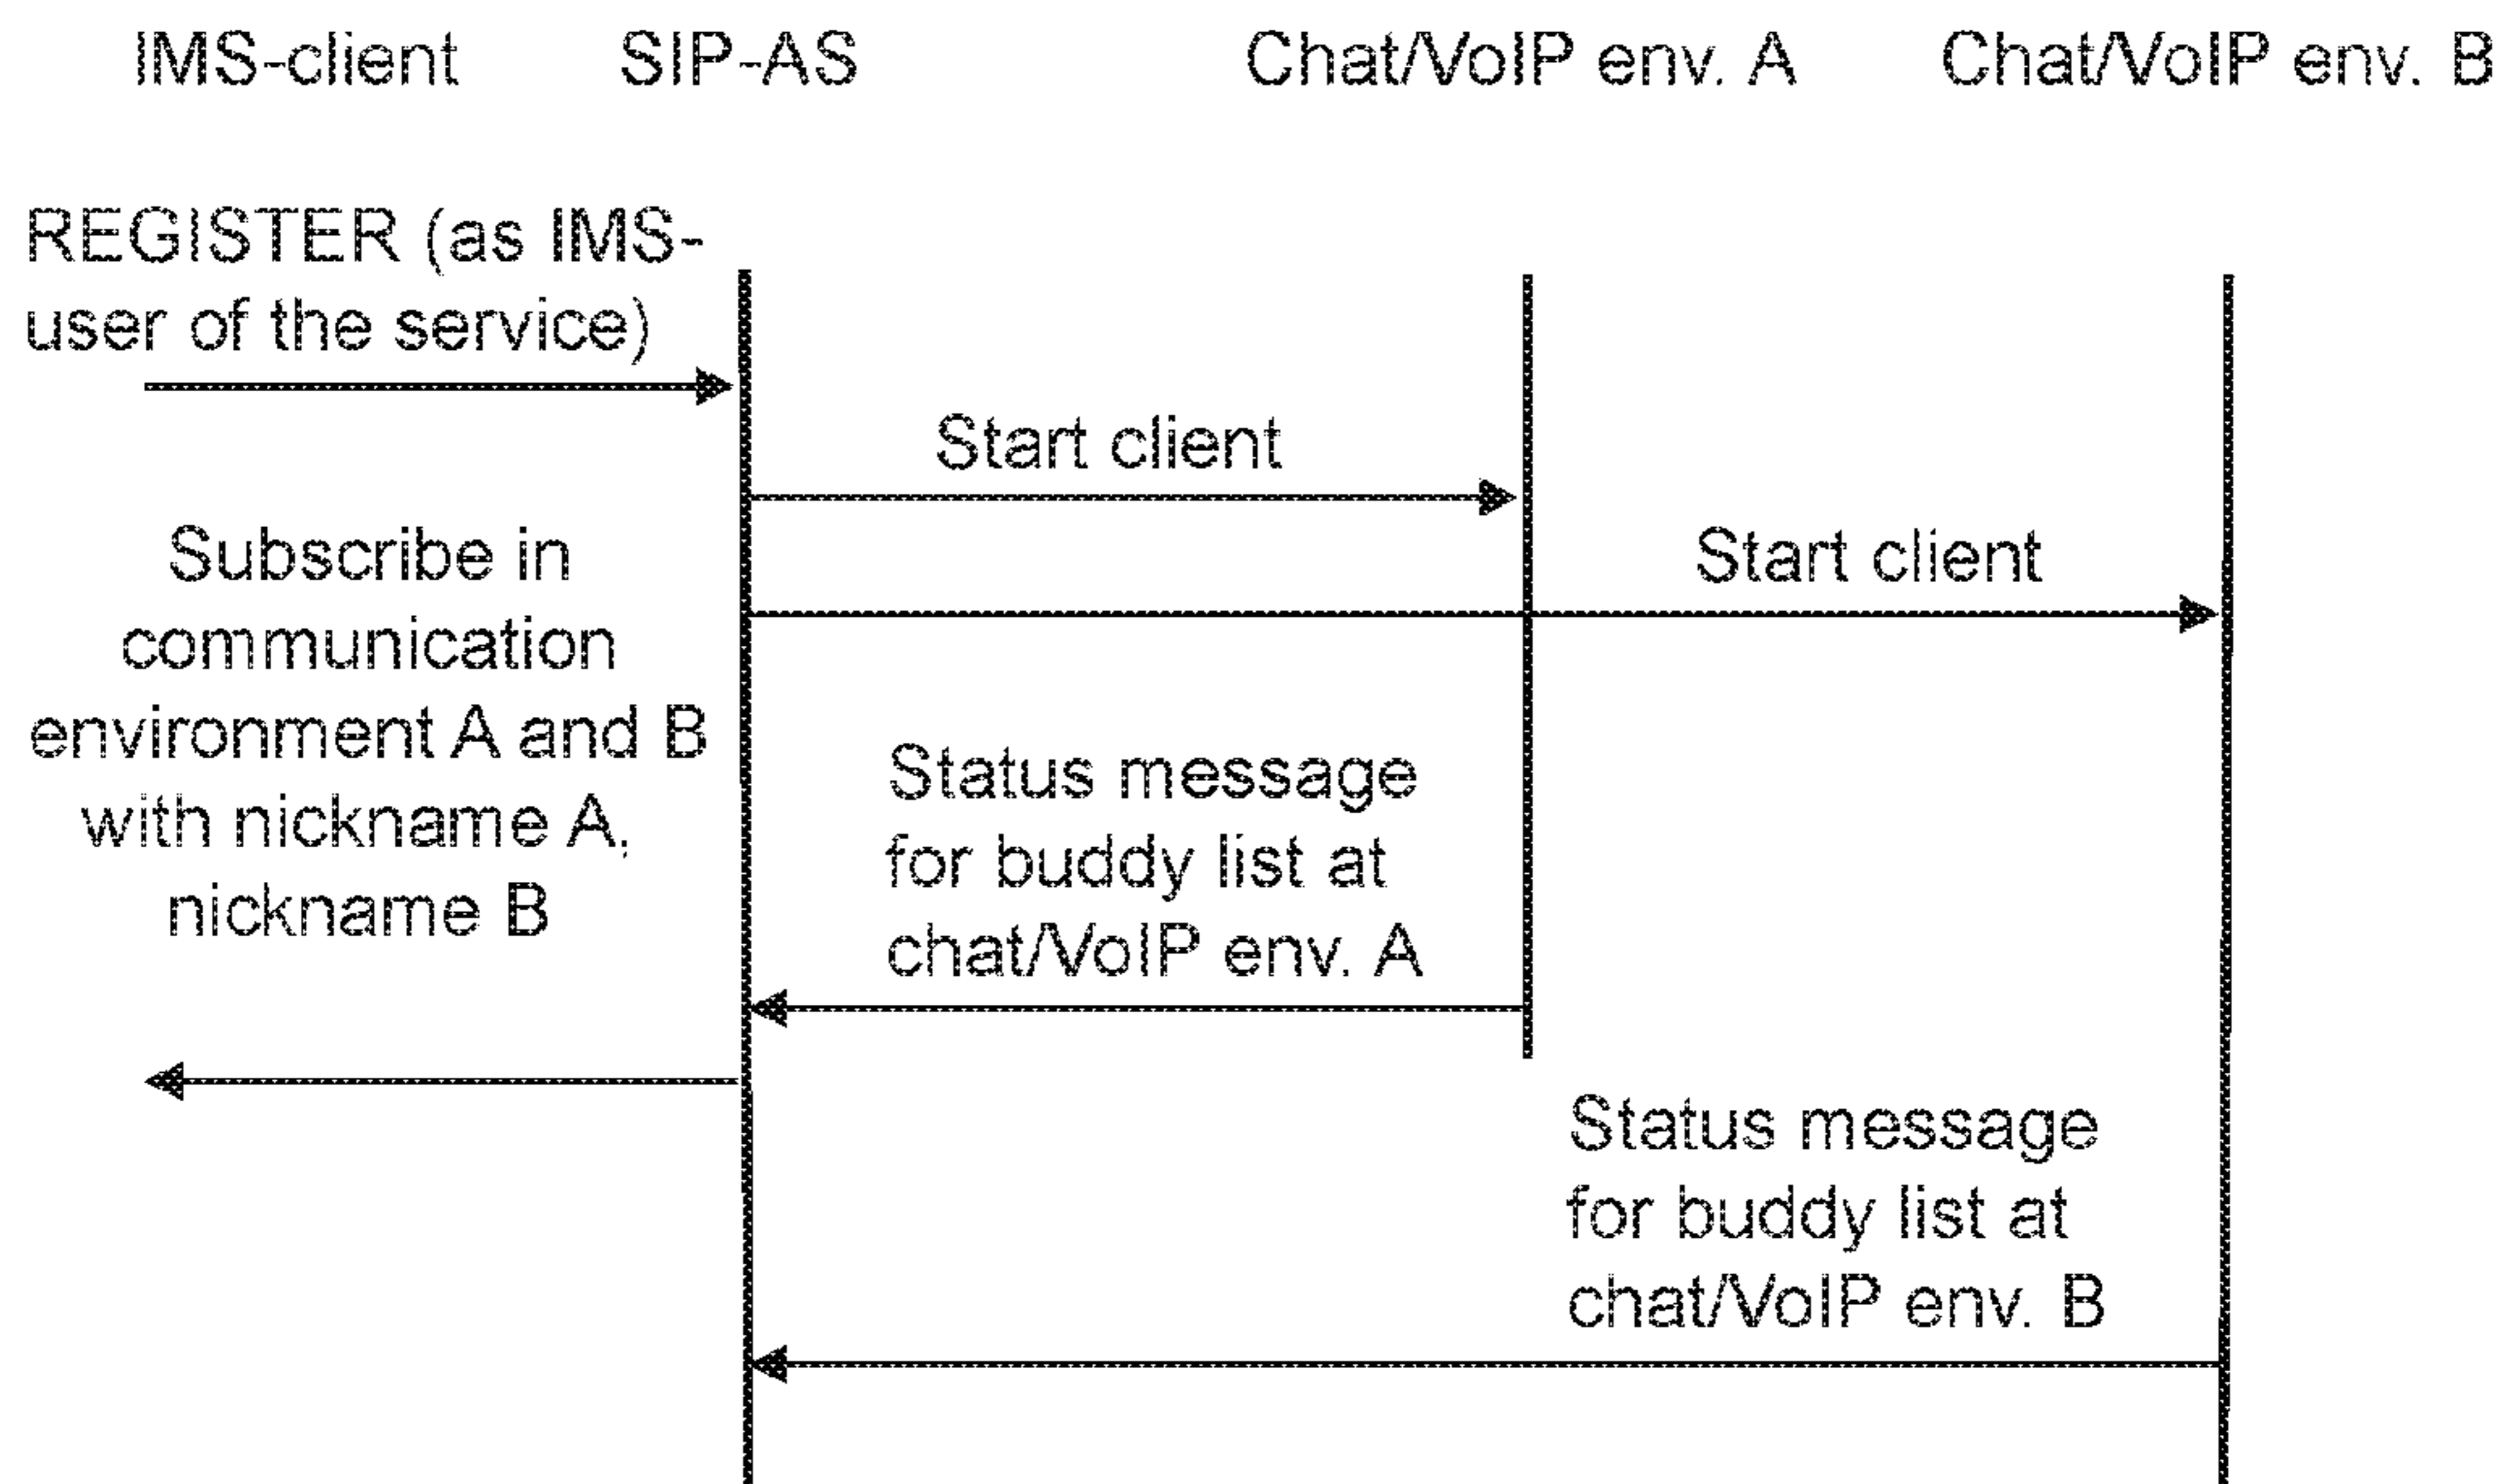 IMS-client SIP-AS Chat/VoIP env. A Chat/VoIP env. B
REGISTER (as IMS-
user of the service)
Start client
Start client
Subscribe in
communication
environment A and B
with nickname A,
nickname B
Status message
for buddy list at
chat/VoIP env. A
Status message
for buddy list at
chat/VoIP env. B